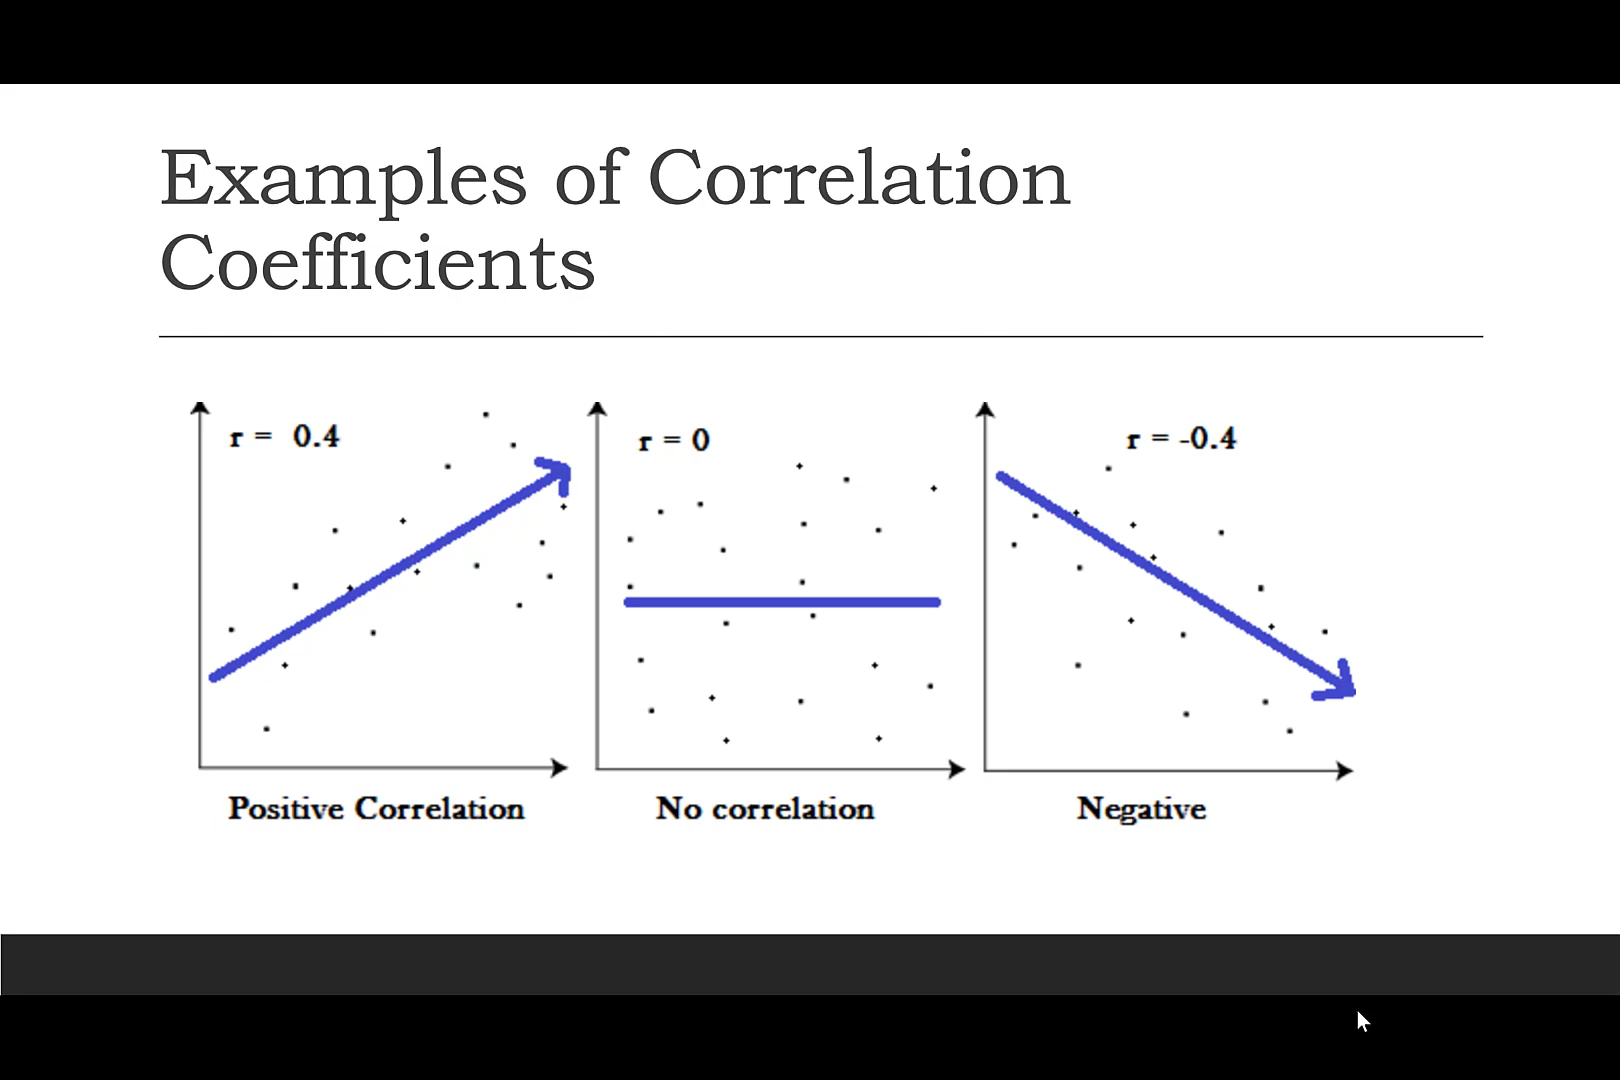 Examples of Correlation
Coefficients
r = 0.4
r = 0
r = -0.4
Positive Correlation
No correlation
Negative